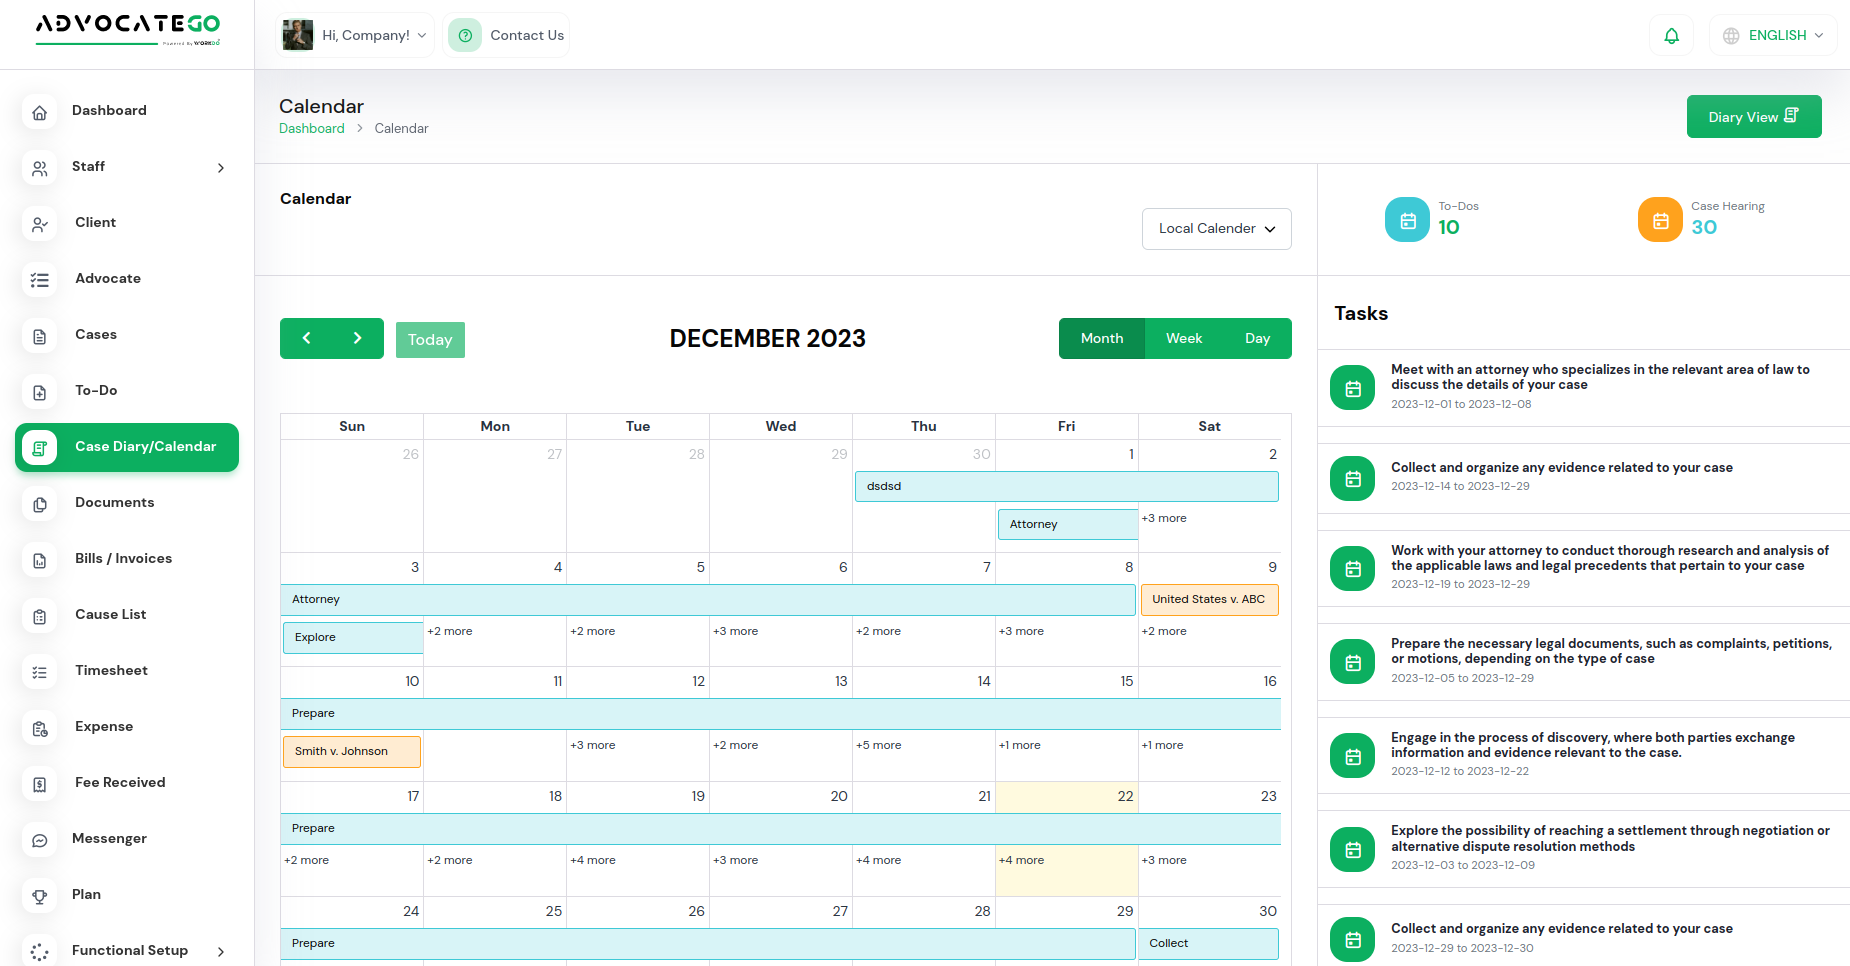 ADVOCATEGO
Powered By WORKDO
Hi, Company!
Contact Us
ENGLISH
Dashboard
Staff
Client
Advocate
Cases
To-Do
Case Diary/Calendar
Documents
Bills / Invoices
Cause List
Timesheet
Expense
Fee Received
Messenger
Plan
Functional Setup
Calendar
Dashboard > Calendar
Diary View
Calendar
Local Calender
To-Dos
10
Case Hearing
30
Today
DECEMBER 2023
Month Week Day
Sun Mon Tue Wed Thu Fri Sat
26 27 28 29 30 1 2
dsdsd
Attorney
+3 more
3 4 5 6 7 8 9
Attorney
United States v. ABC
Explore
+2 more +2 more +3 more +2 more +3 more +2 more
10 11 12 13 14 15 16
Prepare
Smith v. Johnson
+3 more +2 more +5 more +1 more +1 more
17 18 19 20 21 22 23
Prepare
+2 more +2 more +4 more +3 more +4 more +4 more +3 more
24 25 26 27 28 29 30
Prepare
Collect
Tasks
Meet with an attorney who specializes in the relevant area of law to
discuss the details of your case
2023-12-01 to 2023-12-08
Collect and organize any evidence related to your case
2023-12-14 to 2023-12-29
Work with your attorney to conduct thorough research and analysis of
the applicable laws and legal precedents that pertain to your case
2023-12-19 to 2023-12-29
Prepare the necessary legal documents, such as complaints, petitions,
or motions, depending on the type of case
2023-12-05 to 2023-12-29
Engage in the process of discovery, where both parties exchange
information and evidence relevant to the case.
2023-12-12 to 2023-12-22
Explore the possibility of reaching a settlement through negotiation or
alternative dispute resolution methods
2023-12-03 to 2023-12-09
Collect and organize any evidence related to your case
2023-12-29 to 2023-12-30